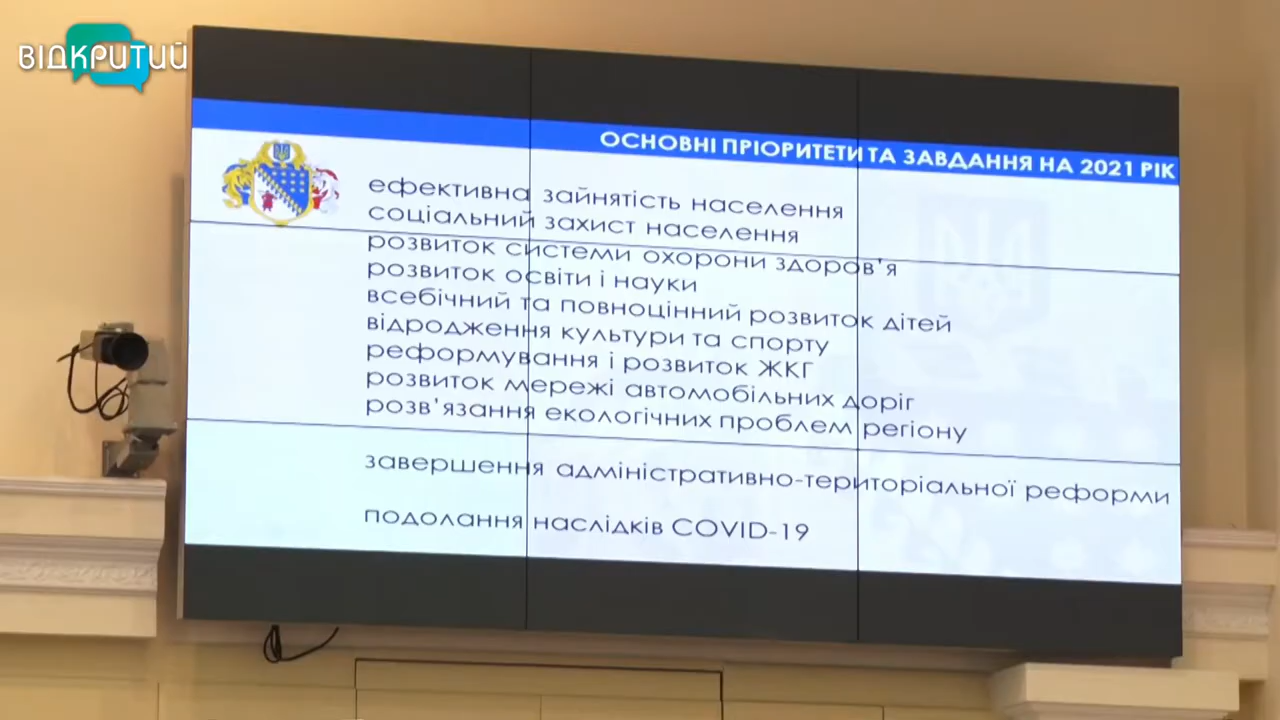 ВІДКРИТИЙ
ОСНОВНІ ПРІОРИТЕТИ ТА ЗАВДАННЯ НА 2021 РІК
ефективна зайнятість населення
соціальний захист населення
розвиток системи охорони здоров'я
розвиток освіти і науки
всебічний та повноцінний розвиток дітей
відродження культури та спорту
реформування і розвиток ЖКГ
розвиток мережі автомобільних доріг
розв'язання екологічних проблем регіону
завершення адміністративно-територіальної реформи
подолання наслідків COVID-19